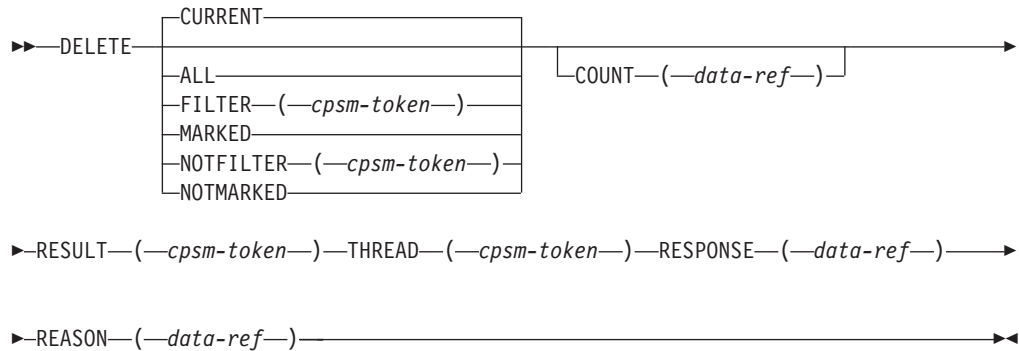 CURRENT
DELETE
ALL
COUNT ( data-ref )
FILTER ( cpsm-token )
MARKED
NOTFILTER ( cpsm-token )
NOTMARKED
RESULT ( cpsm-token ) THREAD ( cpsm-token ) RESPONSE ( data-ref )
REASON ( data-ref )